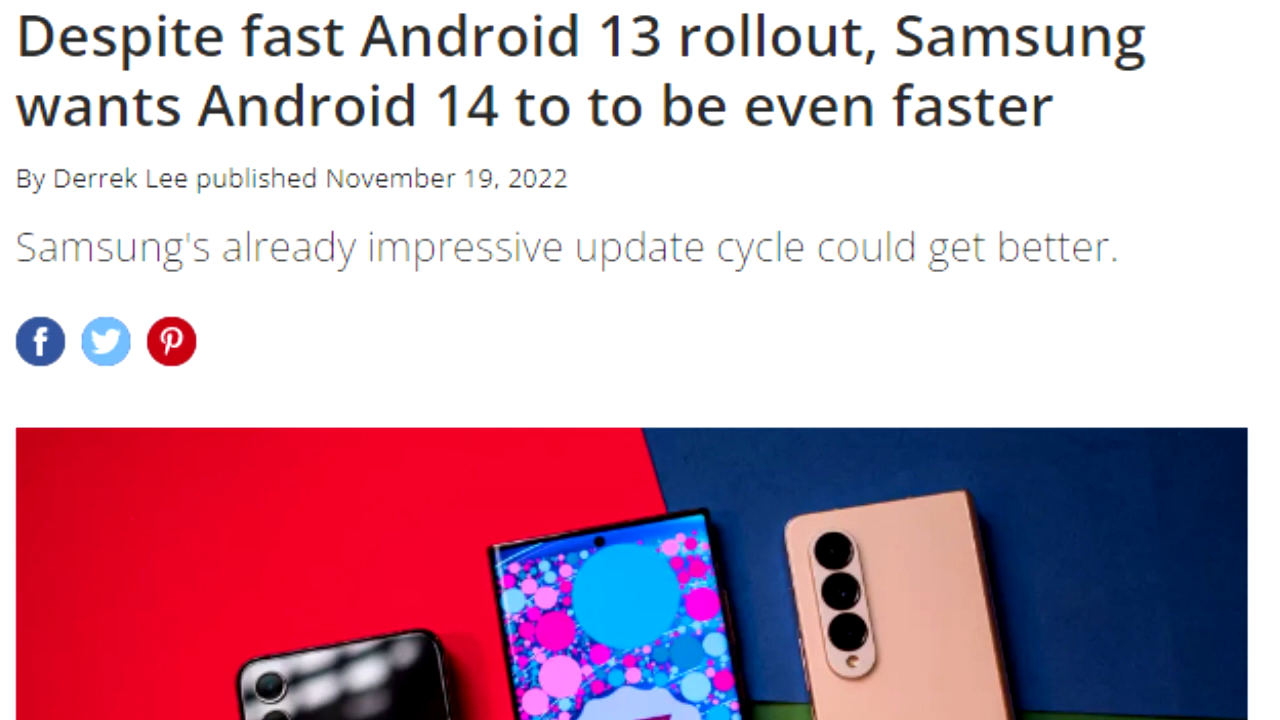 Despite fast Android 13 rollout, Samsung
wants Android 14 to to be even faster
By Derrek Lee published November 19, 2022
Samsung's already impressive update cycle could get better.